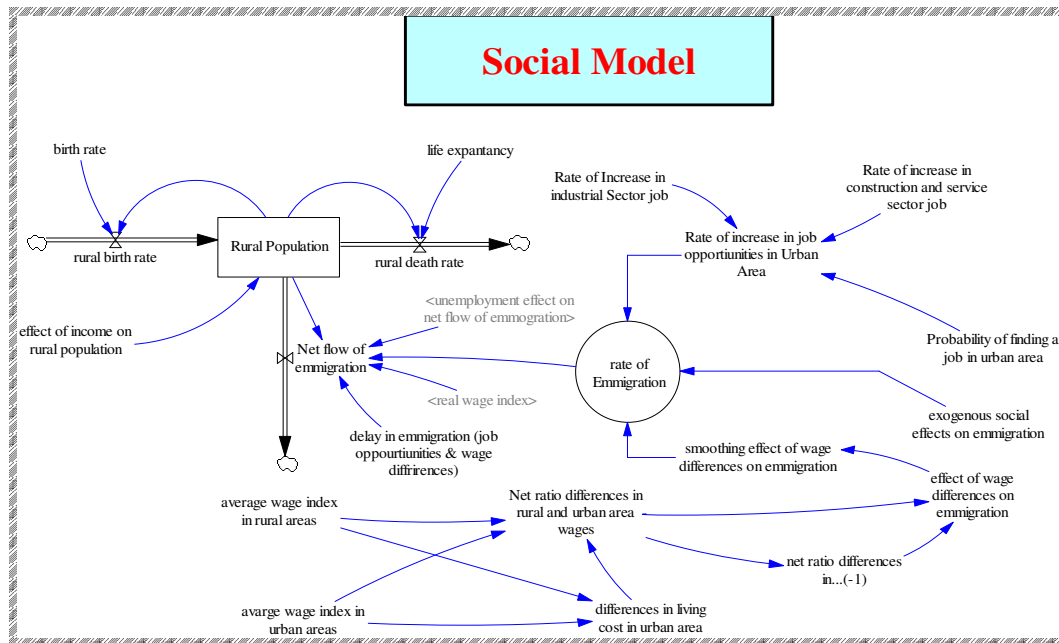 Social Model
birth rate
life expantancy
Rate of Increase in
industrial Sector job
Rate of increase in
construction and service
sector job
Rural Population
rural birth rate
rural death rate
Rate of increase in job
opportiunities in Urban
Area
effect of income on
rural population
<unemployment effect on
net flow of emmogration>
Net flow of
emmigration
rate of
Emmigration
Probability of finding a
job in urban area
<real wage index>
exogenous social
effects on emmigration
delay in emmigration (job
oppourtiunities & wage
diffrirences)
smoothing effect of wage
differences on emmigration
effect of wage
differences on
emmigration
average wage index
in rural areas
Net ratio differences in
rural and urban area
wages
net ratio differences
in...(-1)
avarge wage index in
urban areas
differences in living
cost in urban area